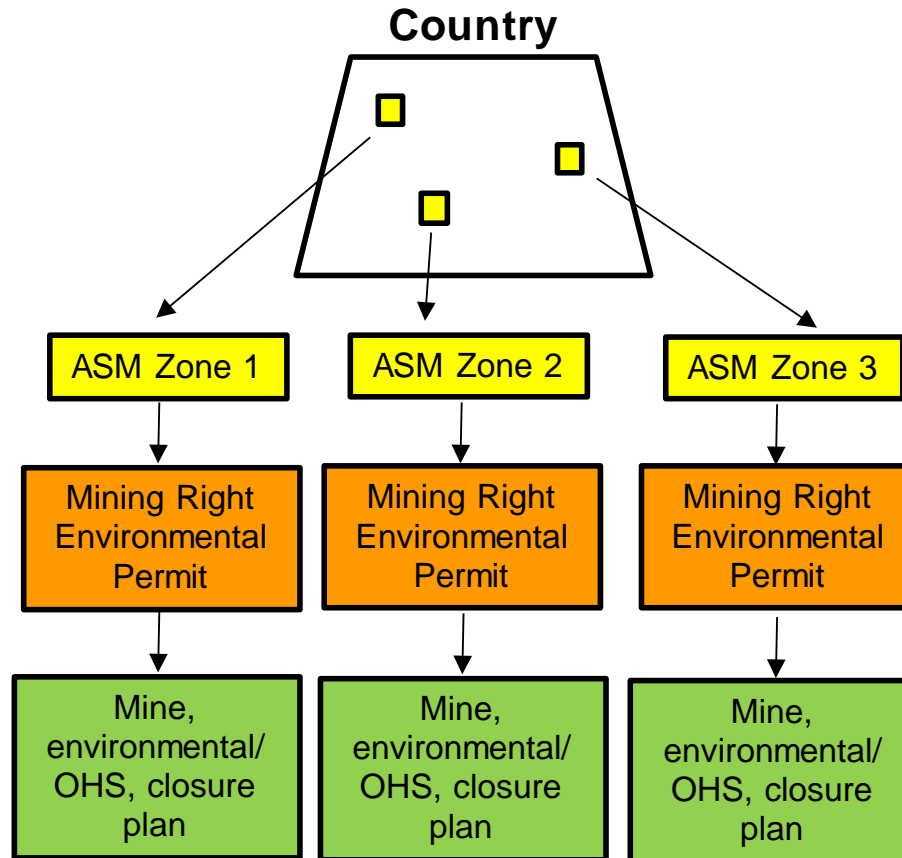 Country
ASM Zone 1
ASM Zone 2
ASM Zone 3
Mining Right
Environmental
Permit
Mining Right
Environmental
Permit
Mining Right
Environmental
Permit
Mine,
environmental/
OHS, closure
plan
Mine,
environmental/
OHS, closure
plan
Mine,
environmental/
OHS, closure
plan